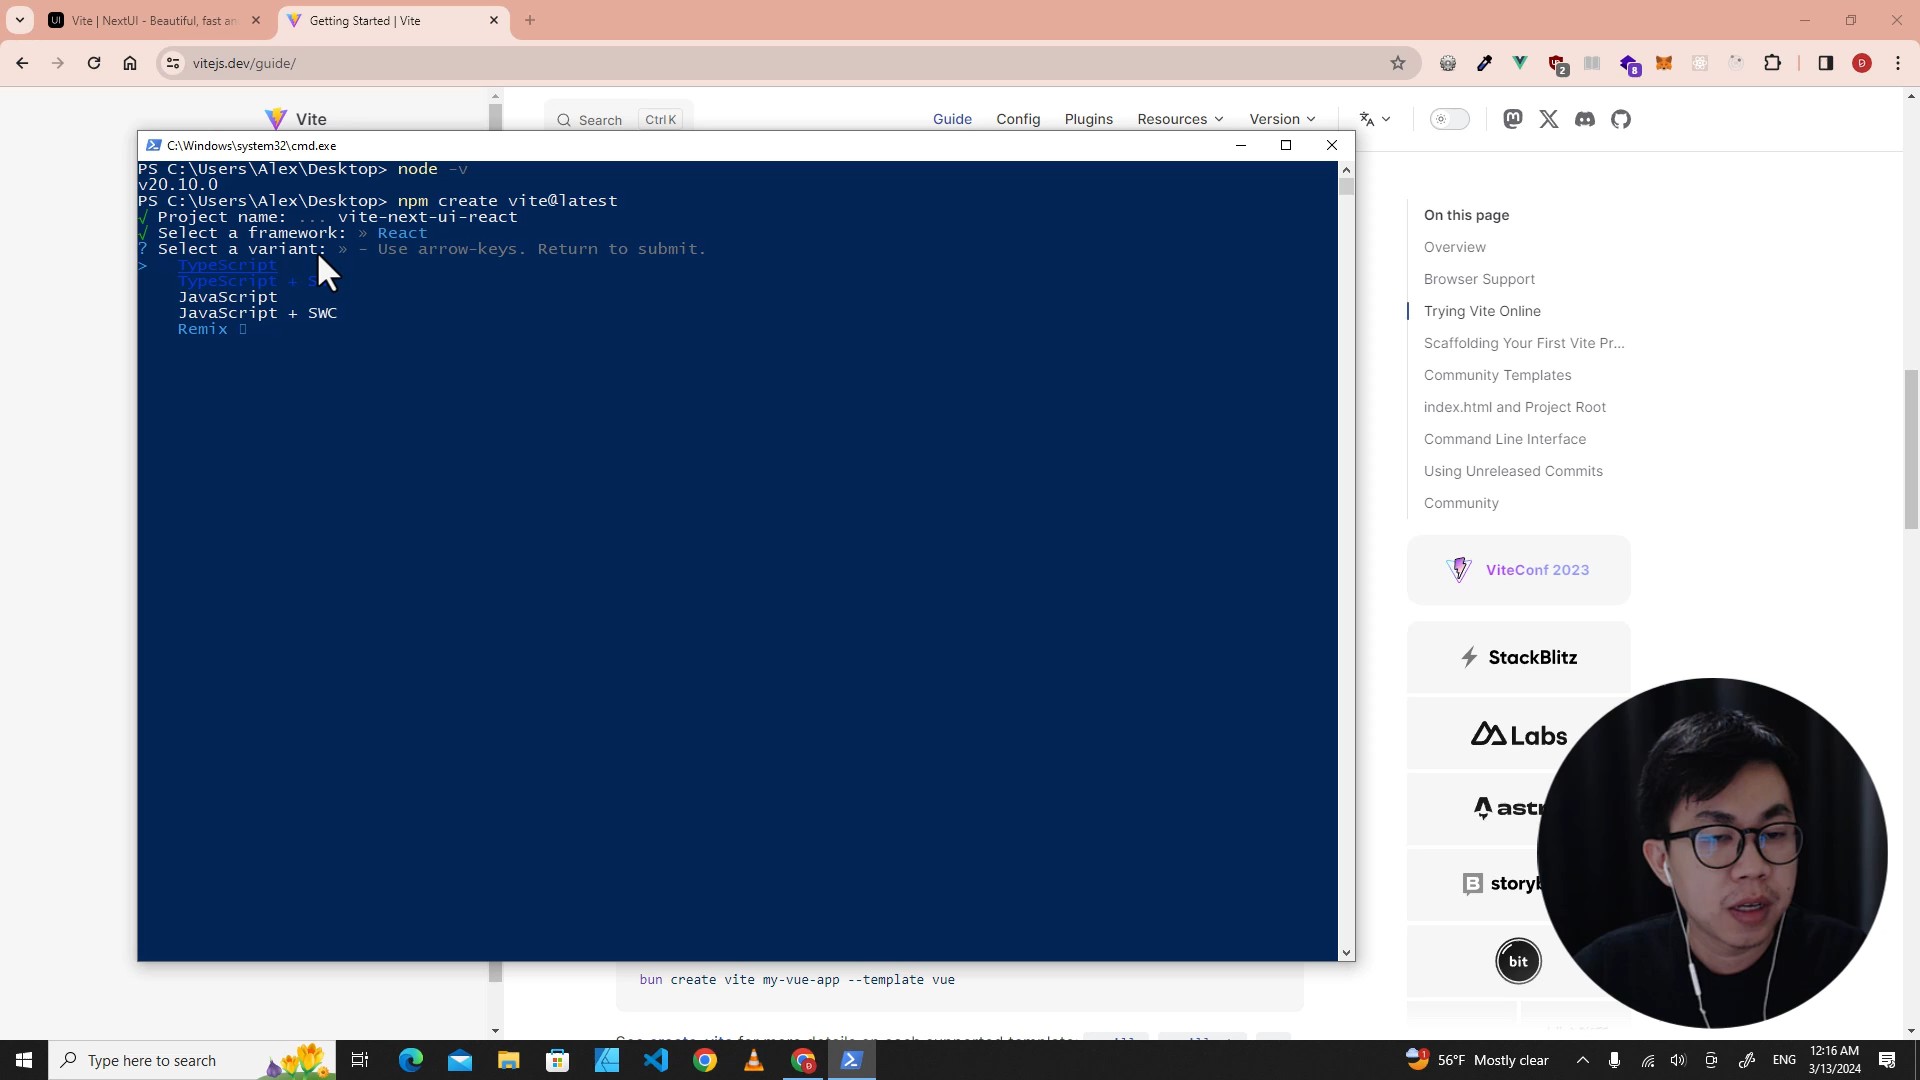 Vite | NextUI - Beautiful, fast an
Getting Started | Vite
vitejs.dev/guide/
2
8
D
Vite
Search
Ctrl K
Guide
Config
Plugins
Resources
Version
C:\Windows\system32\cmd.exe
PS C:\Users\Alex\Desktop> node -v
v20.10.0
PS C:\Users\Alex\Desktop> npm create vite@latest
√ Project name: ... vite-next-ui-react
√ Select a framework: » React
? Select a variant: » - Use arrow-keys. Return to submit.
> TypeScript
TypeScript + S
JavaScript
JavaScript + SWC
Remix
On this page
Overview
Browser Support
Trying Vite Online
Scaffolding Your First Vite Pr...
Community Templates
index.html and Project Root
Command Line Interface
Using Unreleased Commits
Community
ViteConf 2023
StackBlitz
Labs
astr
storyb
bit
bun create vite my-vue-app --template vue
Type here to search
1
56°F Mostly clear
ENG
12:16 AM
3/13/2024